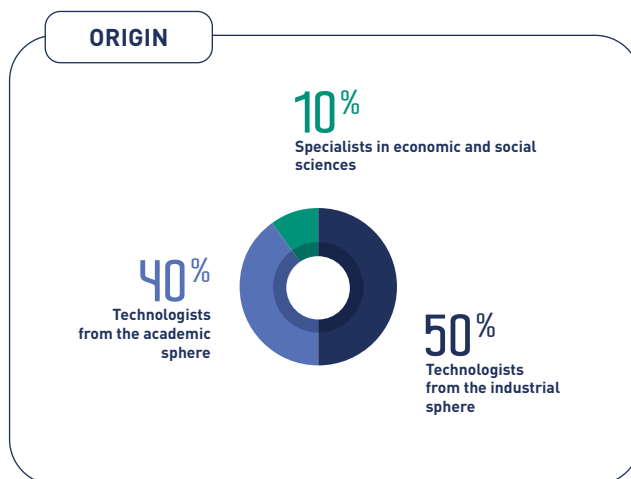 ORIGIN
10%
Specialists in economic and social
sciences
40%
Technologists
from the academic
sphere
50%
Technologists
from the industrial
sphere